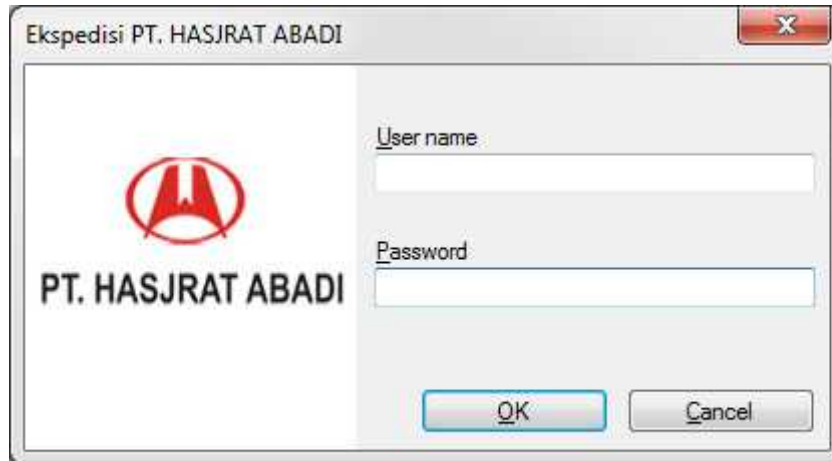 Ekspedisi PT. HASJRAT ABADI
User name
PT. HASJRAT ABADI
Password
OK
Cancel